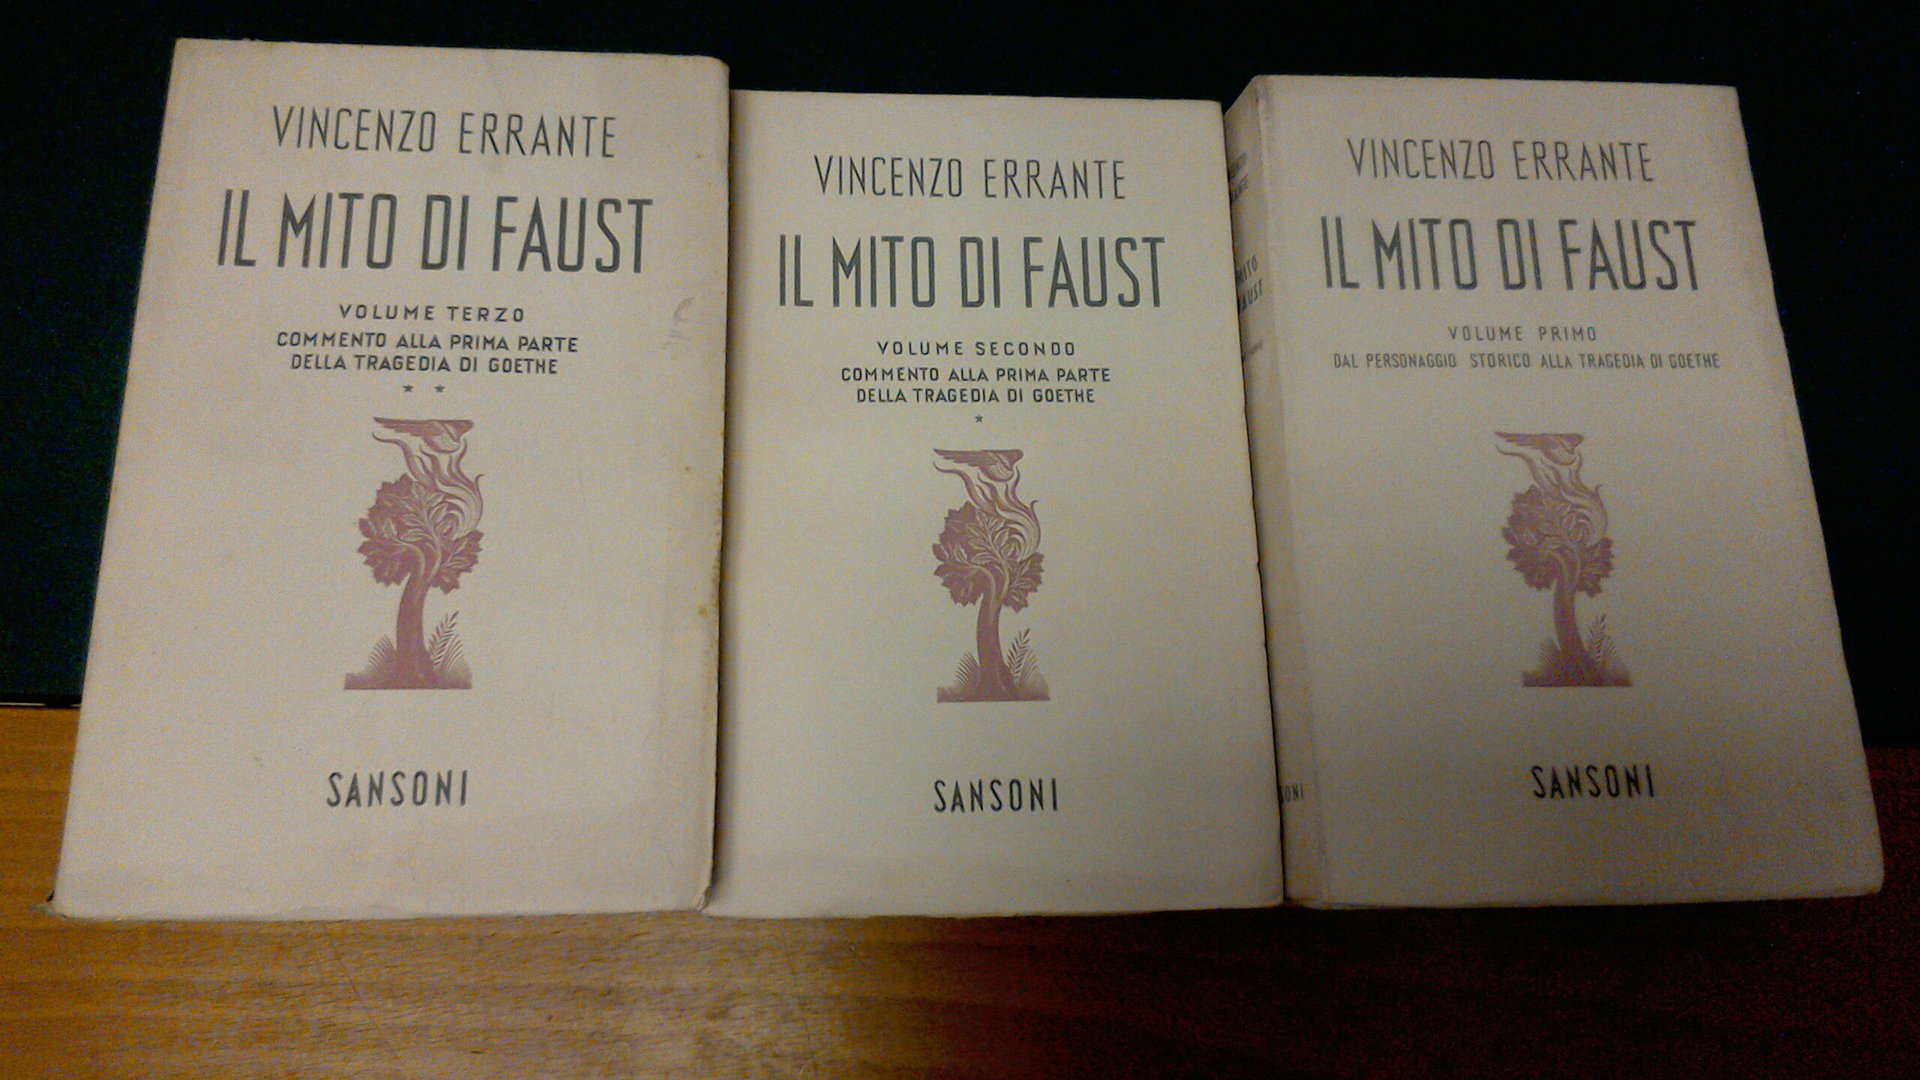 VINCENZO ERRANTE
IL MITO DI FAUST
VOLUME TERZO
COMMENTO ALLA PRIMA PARTE
DELLA TRAGEDIA DI GOETHE
* *
SANSONI
VINCENZO ERRANTE
IL MITO DI FAUST
VOLUME SECONDO
COMMENTO ALLA PRIMA PARTE
DELLA TRAGEDIA DI GOETHE
*
SANSONI
VINCENZO ERRANTE
IL MITO DI FAUST
VOLUME PRIMO
DAL PERSONAGGIO STORICO ALLA TRAGEDIA DI GOETHE
SANSONI